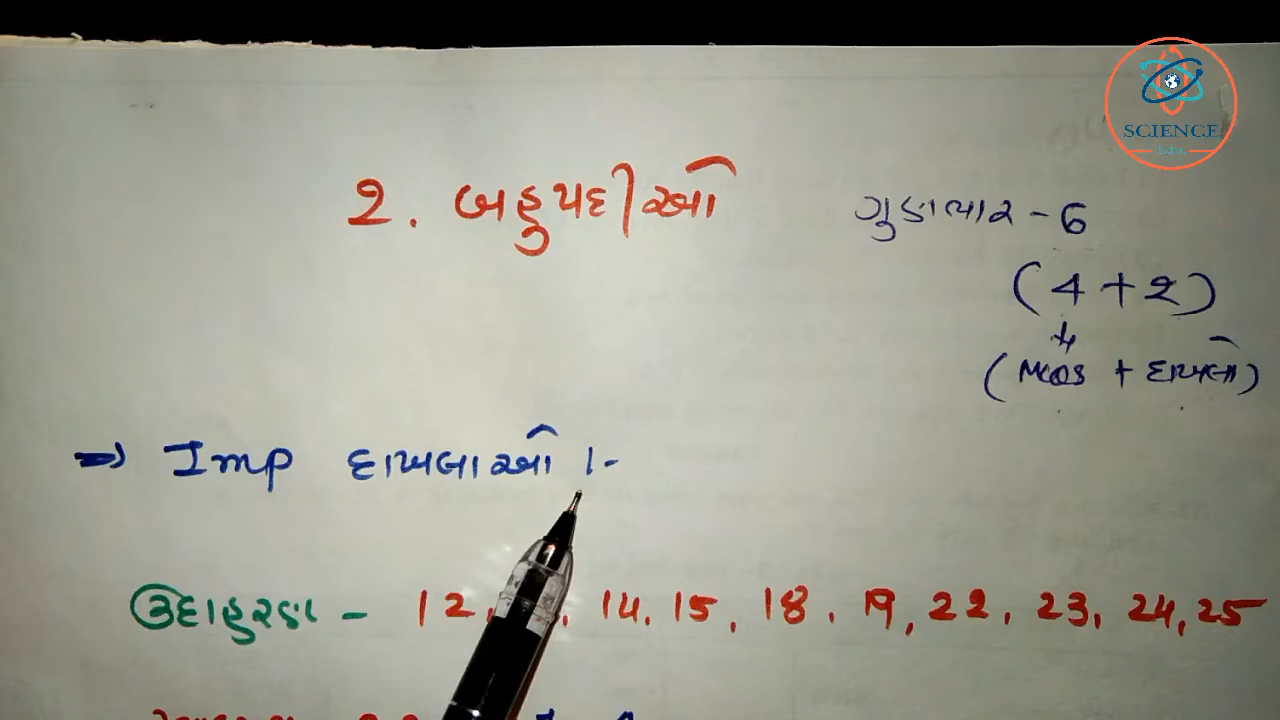 SCIENCE
2. બહુપદીઓ
ગુણભાર - 6
(4 + 2)
(MCQS + દાખલો)
⇒ Imp દાખલાઓ :-
ઉદાહરણ - 12, 14, 15, 18, 19, 22, 23, 24, 25